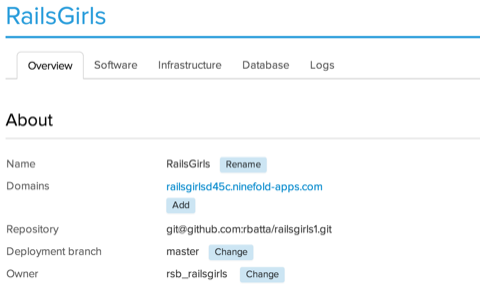 RailsGirls
Overview Software Infrastructure Database Logs
About
Name RailsGirls Rename
Domains railsgirlsd45c.ninefold-apps.com
Add
Repository git@github.com:rbatta/railsgirls1.git
Deployment branch master Change
Owner rsb_railsgirls Change